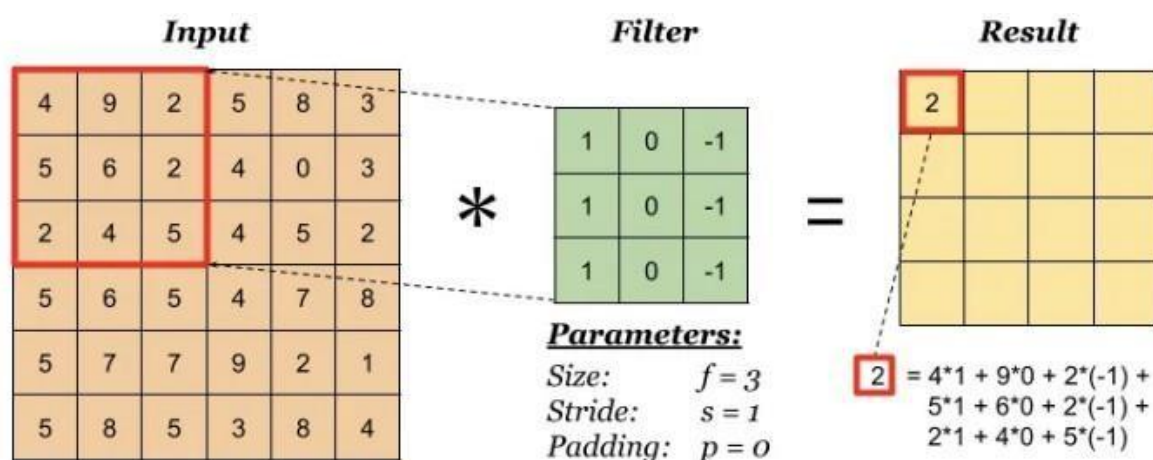 Input Filter Result
4 9 2 5 8 3
5 6 2 4 0 3
2 4 5 4 5 2
5 6 5 4 7 8
5 7 7 9 2 1
5 8 5 3 8 4
*
1 0 -1
1 0 -1
1 0 -1
=
2
Parameters:
Size: f = 3
Stride: s = 1
Padding: p = 0
2 = 4*1 + 9*0 + 2*(-1) +
5*1 + 6*0 + 2*(-1) +
2*1 + 4*0 + 5*(-1)